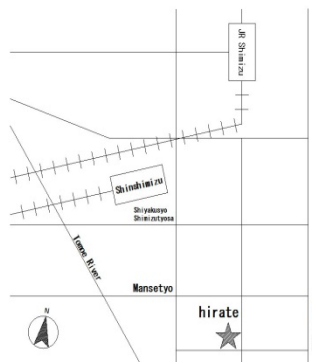 JR Shimizu
Shinshimizu
Shiyakusyo
Shimizutyosa
Tomoe River
Mansetyo
hirate
N